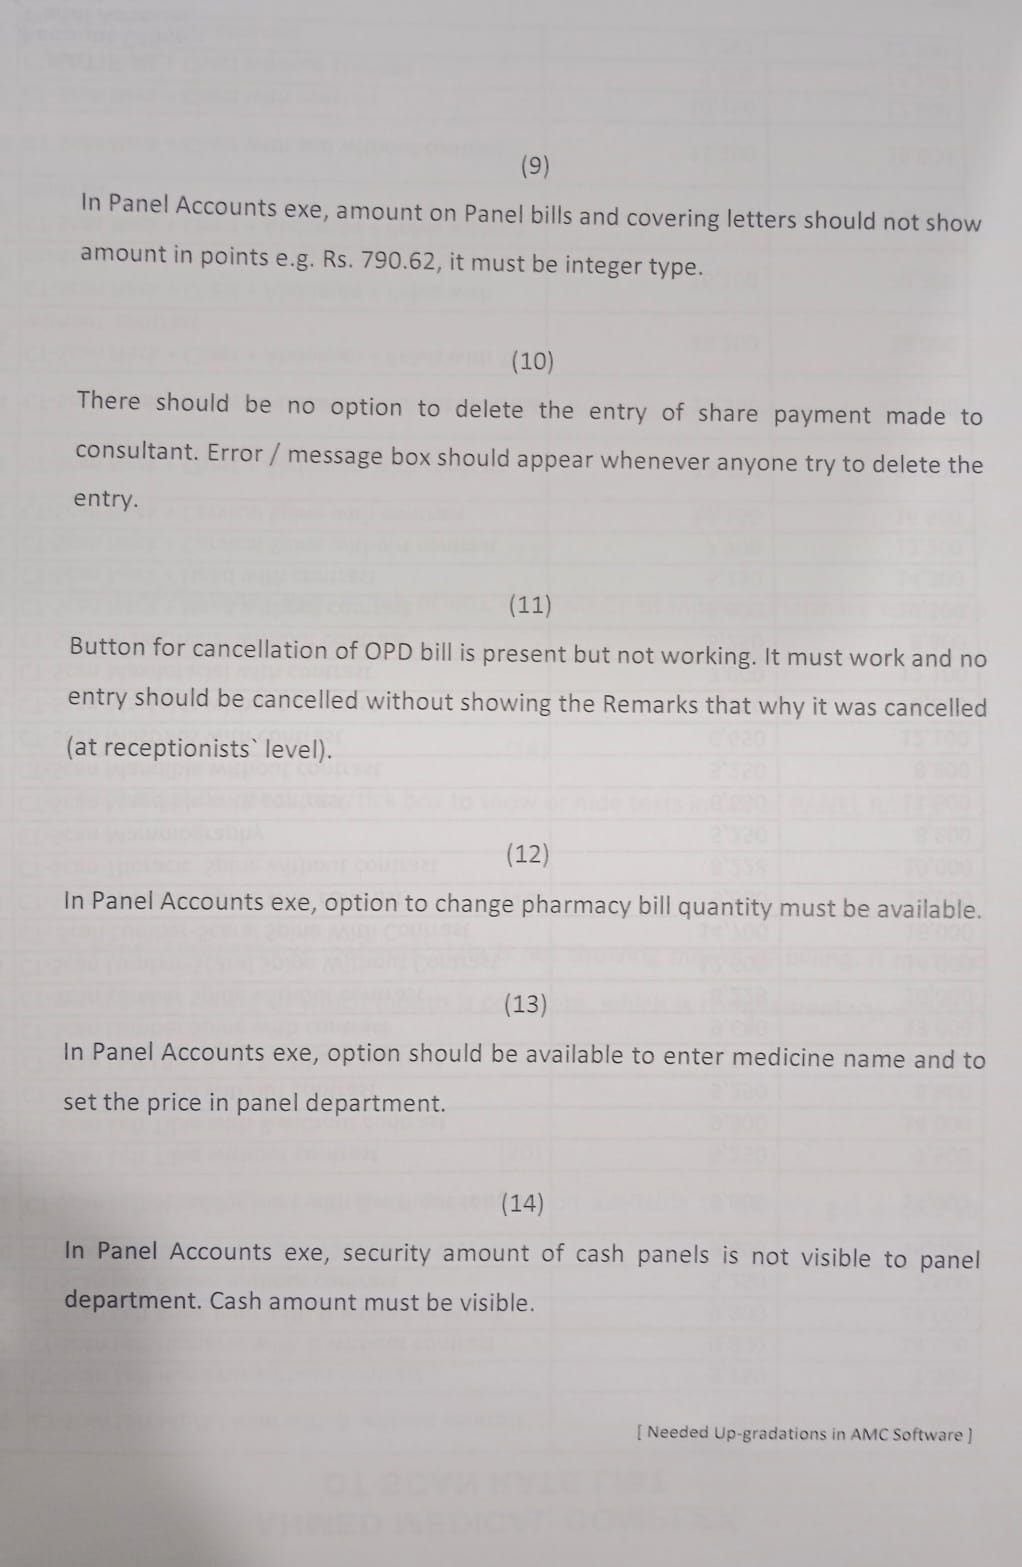 (9)
In Panel Accounts exe, amount on Panel bills and covering letters should not show
amount in points e.g. Rs. 790.62, it must be integer type.
(10)
There should be no option to delete the entry of share payment made to
consultant. Error / message box should appear whenever anyone try to delete the
entry.
(11)
Button for cancellation of OPD bill is present but not working. It must work and no
entry should be cancelled without showing the Remarks that why it was cancelled
(at receptionists` level).
(12)
In Panel Accounts exe, option to change pharmacy bill quantity must be available.
(13)
In Panel Accounts exe, option should be available to enter medicine name and to
set the price in panel department.
(14)
In Panel Accounts exe, security amount of cash panels is not visible to panel
department. Cash amount must be visible.
[ Needed Up-gradations in AMC Software ]